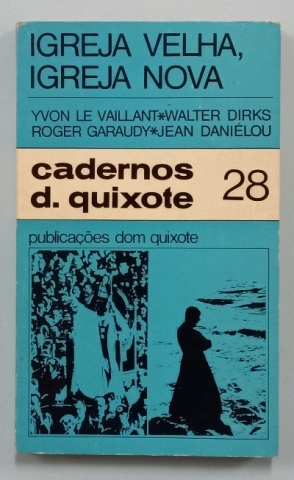 IGREJA VELHA,
IGREJA NOVA
YVON LE VAILLANT*WALTER DIRKS
ROGER GARAUDY*JEAN DANIÉLOU
cadernos
d. quixote 28
publicações dom quixote